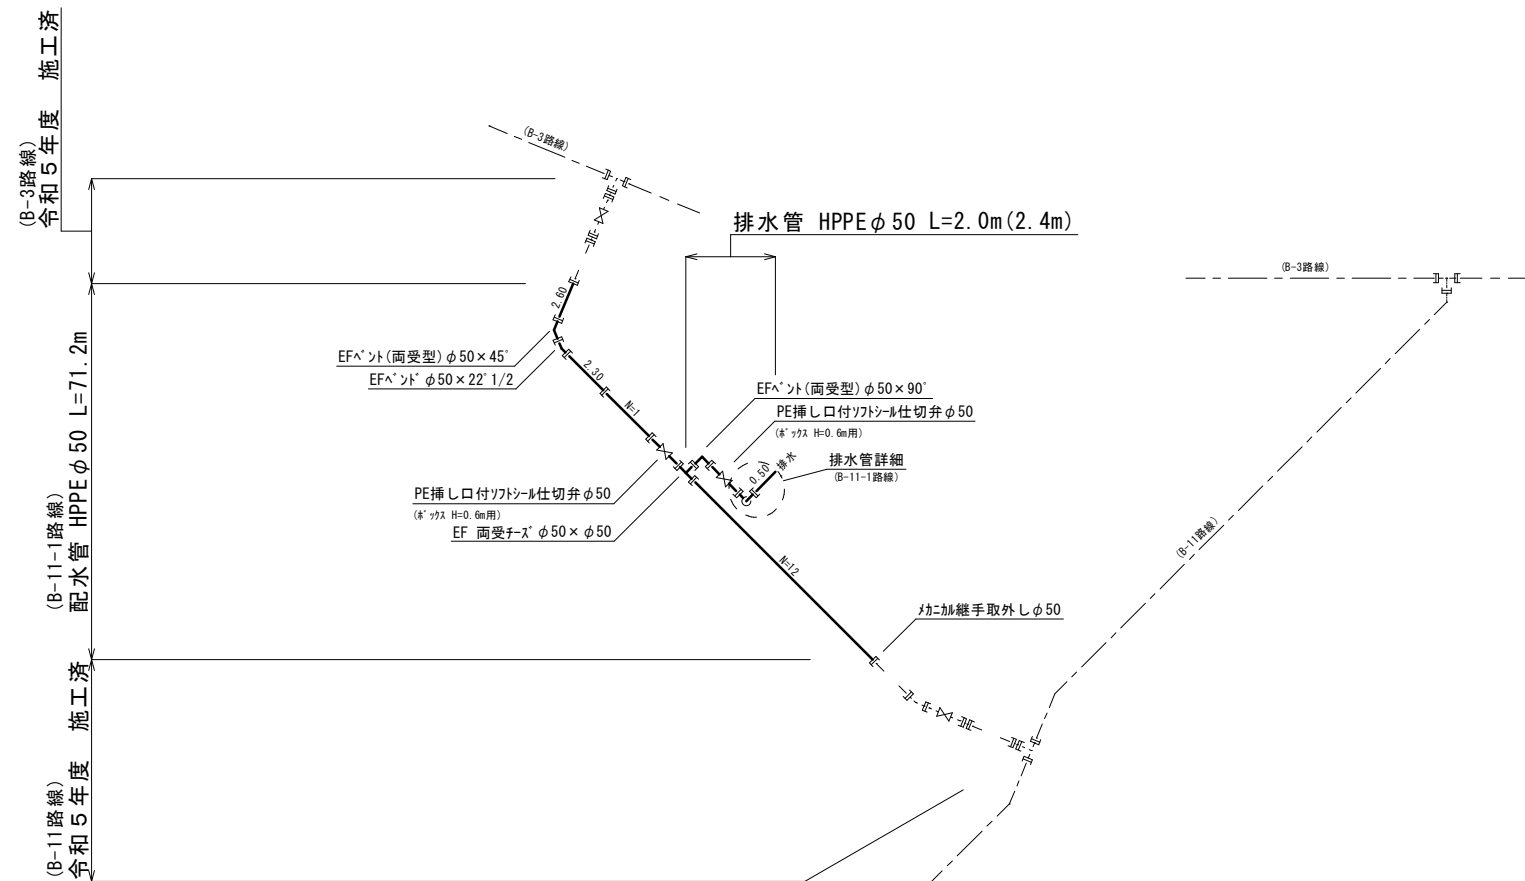 (B-3路線)
令和５年度　施工済
(B-3路線)
排水管 HPPEφ50 L=2.0m(2.4m)
(B-3路線)
2.60
EFﾍﾞﾝﾄ(両受型)φ50×45°
EFﾍﾞﾝﾄﾞφ50×22°1/2
2.30
N=1
EFﾍﾞﾝﾄ(両受型)φ50×90°
PE挿し口付ｿﾌﾄｼｰﾙ仕切弁φ50
(ﾎﾞｯｸｽ H=0.6m用)
0.50
排水
排水管詳細
(B-11-1路線)
PE挿し口付ｿﾌﾄｼｰﾙ仕切弁φ50
(ﾎﾞｯｸｽ H=0.6m用)
EF 両受ﾁｰｽﾞφ50×φ50
(B-11-1路線)
配水管 HPPEφ50 L=71.2m
N=12
(B-11路線)
ﾒｶﾆｶﾙ継手取外しφ50
(B-11路線)
令和５年度　施工済